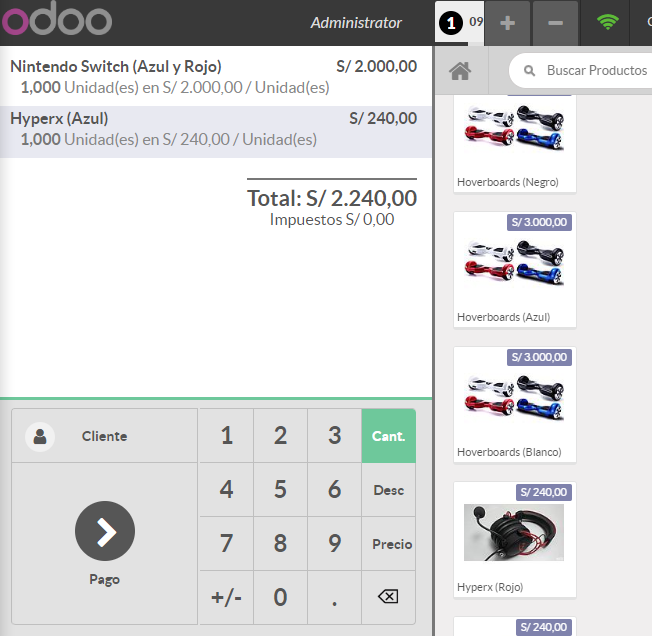 odoo
Administrator
1 09
+
−
Nintendo Switch (Azul y Rojo) S/ 2.000,00
1,000 Unidad(es) en S/ 2.000,00 / Unidad(es)
Hyperx (Azul) S/ 240,00
1,000 Unidad(es) en S/ 240,00 / Unidad(es)
Total: S/ 2.240,00
Impuestos S/ 0,00
Cliente
Pago
1 2 3 Cant.
4 5 6 Desc
7 8 9 Precio
+/- 0 .
Buscar Productos
Hoverboards (Negro)
S/ 3.000,00
Hoverboards (Azul)
S/ 3.000,00
Hoverboards (Blanco)
S/ 240,00
Hyperx (Rojo)
S/ 240,00